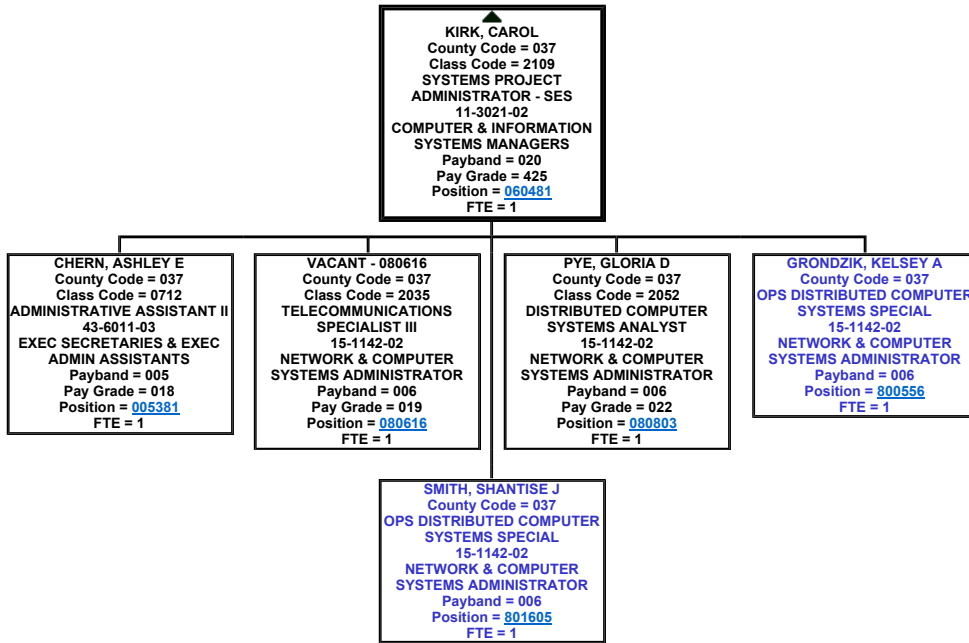 KIRK, CAROL
County Code = 037
Class Code = 2109
SYSTEMS PROJECT
ADMINISTRATOR - SES
11-3021-02
COMPUTER & INFORMATION
SYSTEMS MANAGERS
Payband = 020
Pay Grade = 425
Position = 060481
FTE = 1
CHERN, ASHLEY E
County Code = 037
Class Code = 0712
ADMINISTRATIVE ASSISTANT II
43-6011-03
EXEC SECRETARIES & EXEC
ADMIN ASSISTANTS
Payband = 005
Pay Grade = 018
Position = 005381
FTE = 1
VACANT - 080616
County Code = 037
Class Code = 2035
TELECOMMUNICATIONS
SPECIALIST III
15-1142-02
NETWORK & COMPUTER
SYSTEMS ADMINISTRATOR
Payband = 006
Pay Grade = 019
Position = 080616
FTE = 1
PYE, GLORIA D
County Code = 037
Class Code = 2052
DISTRIBUTED COMPUTER
SYSTEMS ANALYST
15-1142-02
NETWORK & COMPUTER
SYSTEMS ADMINISTRATOR
Payband = 006
Pay Grade = 022
Position = 080803
FTE = 1
GRONDZIK, KELSEY A
County Code = 037
OPS DISTRIBUTED COMPUTER
SYSTEMS SPECIAL
15-1142-02
NETWORK & COMPUTER
SYSTEMS ADMINISTRATOR
Payband = 006
Position = 800556
FTE = 1
SMITH, SHANTISE J
County Code = 037
OPS DISTRIBUTED COMPUTER
SYSTEMS SPECIAL
15-1142-02
NETWORK & COMPUTER
SYSTEMS ADMINISTRATOR
Payband = 006
Position = 801605
FTE = 1